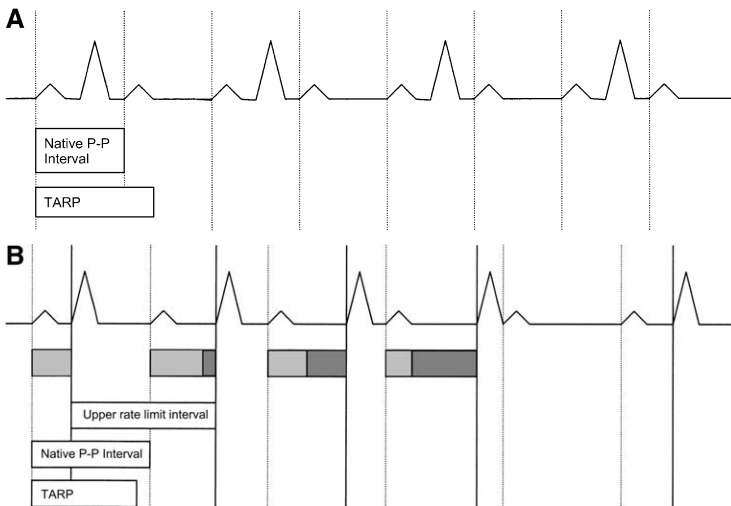 A
Native P-P
Interval
TARP
B
Upper rate limit interval
Native P-P Interval
TARP